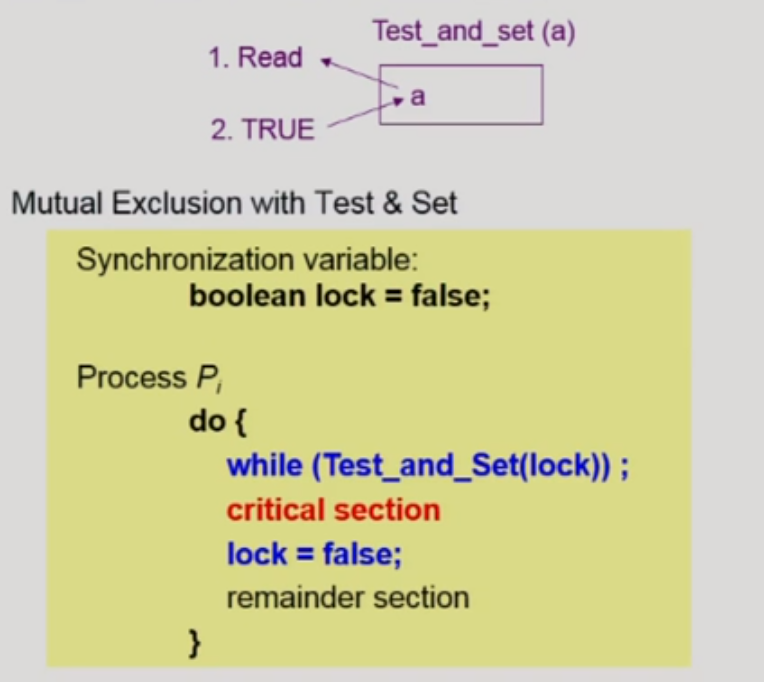 Test_and_set (a)
1. Read
a
2. TRUE
Mutual Exclusion with Test & Set
Synchronization variable:
boolean lock = false;
Process Pi
do {
while (Test_and_Set(lock)) ;
critical section
lock = false;
remainder section
}